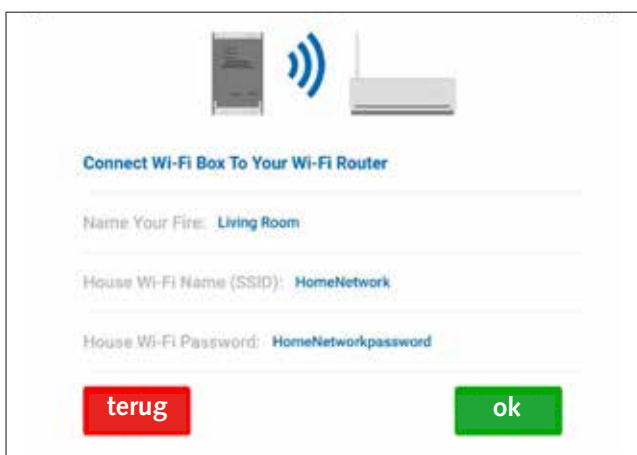 Connect Wi-Fi Box To Your Wi-Fi Router
Name Your Fire: Living Room
House Wi-Fi Name (SSID): HomeNetwork
House Wi-Fi Password: HomeNetworkpassword
terug
ok